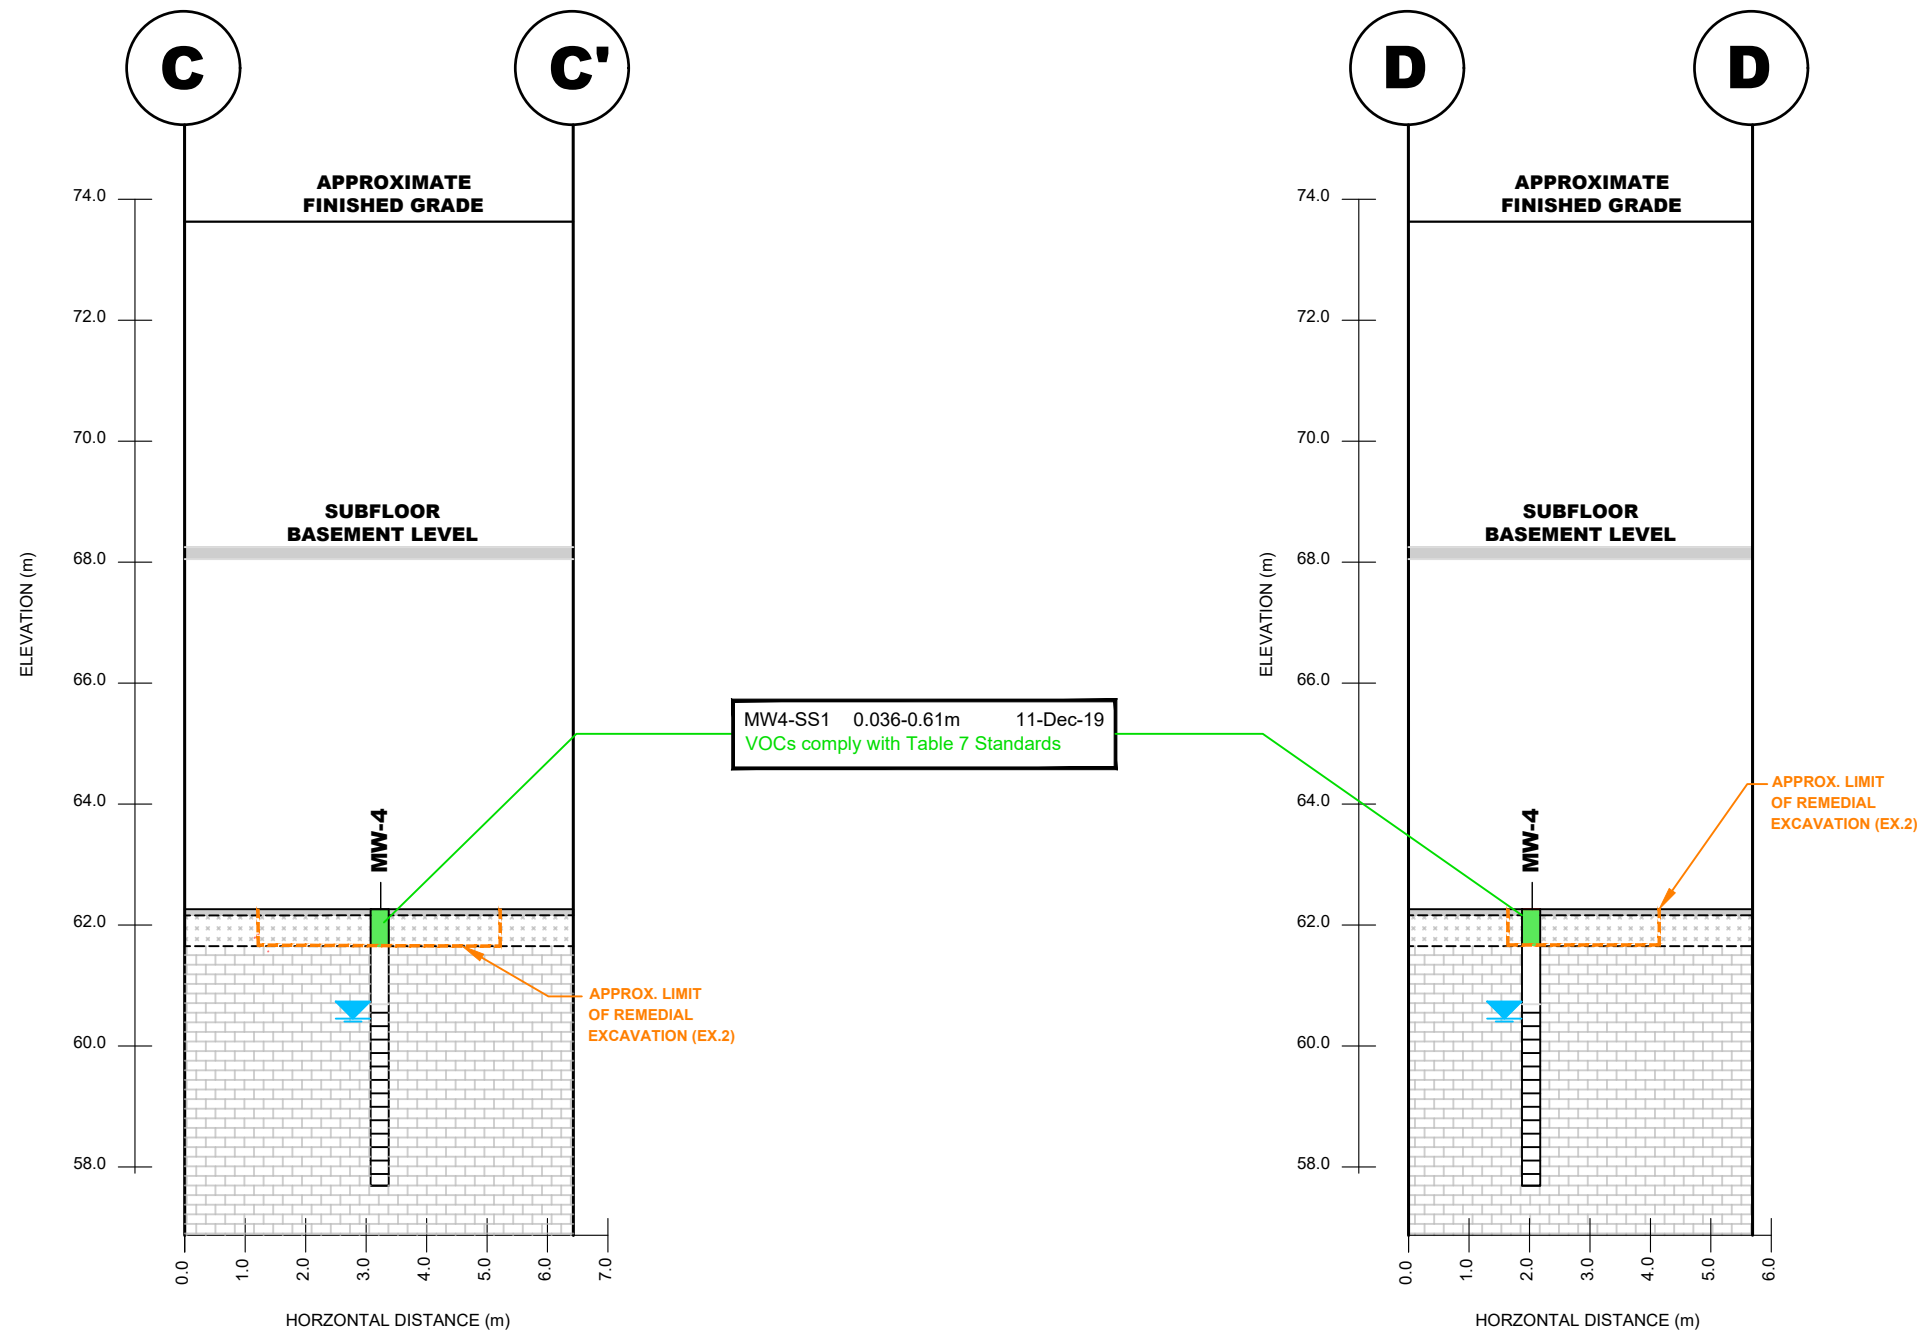 C
C'
D
D
APPROXIMATE
FINISHED GRADE
74.0
72.0
70.0
SUBFLOOR
BASEMENT LEVEL
68.0
66.0
64.0
62.0
60.0
58.0
ELEVATION (m)
MW-4
APPROX. LIMIT
OF REMEDIAL
EXCAVATION (EX.2)
0.0
1.0
2.0
3.0
4.0
5.0
6.0
7.0
HORZONTAL DISTANCE (m)
MW4-SS1 0.036-0.61m 11-Dec-19
VOCs comply with Table 7 Standards
APPROXIMATE
FINISHED GRADE
74.0
72.0
70.0
SUBFLOOR
BASEMENT LEVEL
68.0
66.0
64.0
62.0
60.0
58.0
ELEVATION (m)
MW-4
APPROX. LIMIT
OF REMEDIAL
EXCAVATION (EX.2)
0.0
1.0
2.0
3.0
4.0
5.0
6.0
HORZONTAL DISTANCE (m)